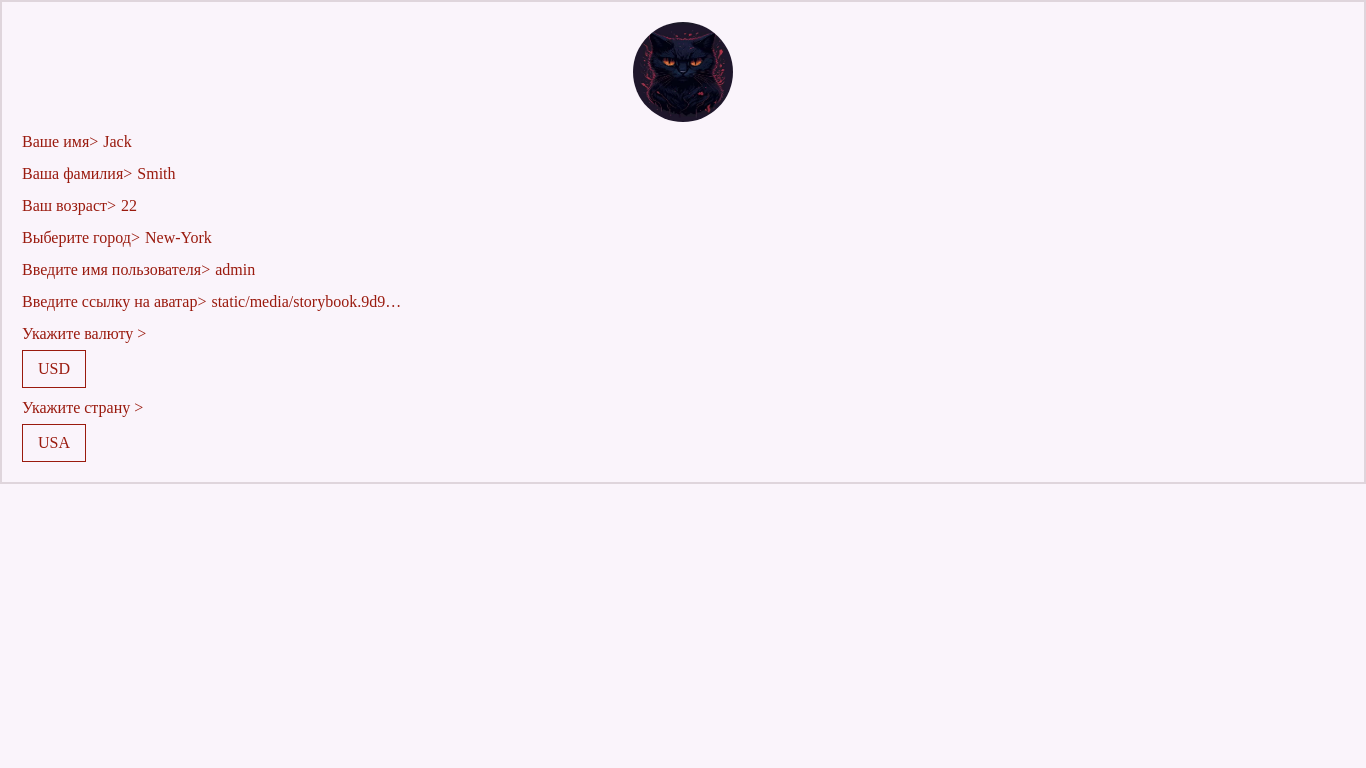 Ваше имя> Jack
Ваша фамилия> Smith
Ваш возраст> 22
Выберите город> New-York
Введите имя пользователя> admin
Введите ссылку на аватар> static/media/storybook.9d9…
Укажите валюту >
USD
Укажите страну >
USA